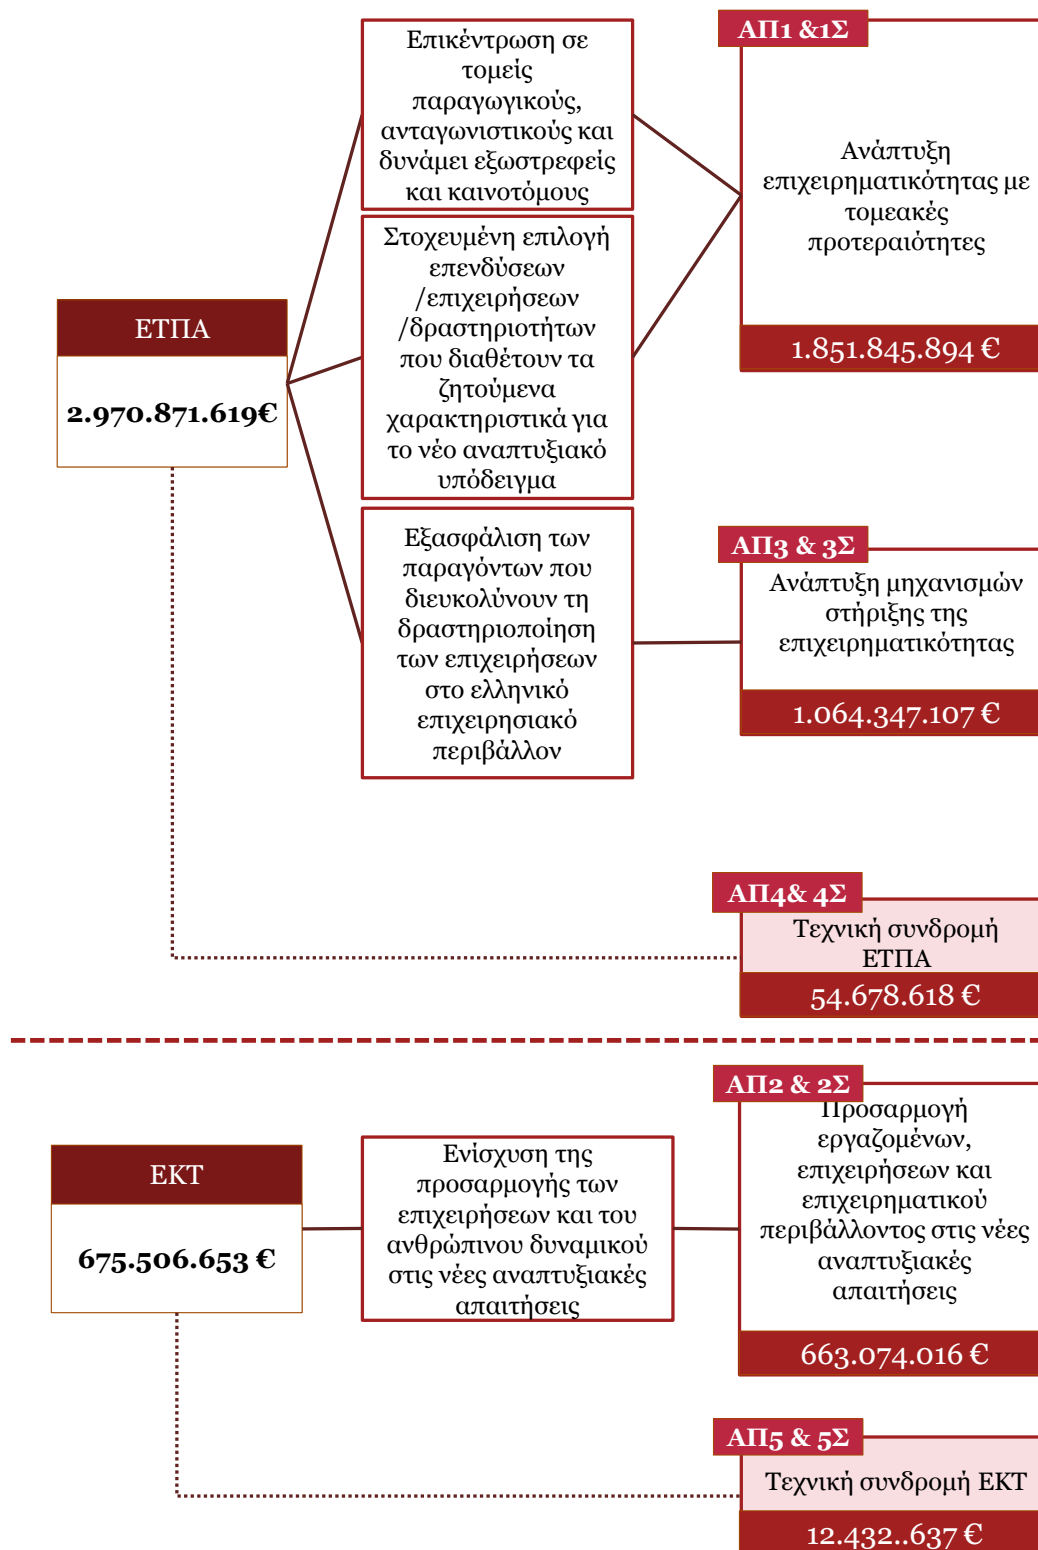 Επικέντρωση σε
τομείς
παραγωγικούς,
ανταγωνιστικούς και
δυνάμει εξωστρεφείς
και καινοτόμους
ΑΠ1 &1Σ
Ανάπτυξη
επιχειρηματικότητας με
τομεακές
προτεραιότητες
1.851.845.894 €
ΕΤΠΑ
2.970.871.619€
Στοχευμένη επιλογή
επενδύσεων
/επιχειρήσεων
/δραστηριοτήτων
που διαθέτουν τα
ζητούμενα
χαρακτηριστικά για
το νέο αναπτυξιακό
υπόδειγμα
Εξασφάλιση των
παραγόντων που
διευκολύνουν τη
δραστηριοποίηση
των επιχειρήσεων
στο ελληνικό
επιχειρησιακό
περιβάλλον
ΑΠ3 & 3Σ
Ανάπτυξη μηχανισμών
στήριξης της
επιχειρηματικότητας
1.064.347.107 €
ΑΠ4& 4Σ
Τεχνική συνδρομή
ΕΤΠΑ
54.678.618 €
ΕΚΤ
675.506.653 €
Ενίσχυση της
προσαρμογής των
επιχειρήσεων και του
ανθρώπινου δυναμικού
στις νέες αναπτυξιακές
απαιτήσεις
ΑΠ2 & 2Σ
Προσαρμογή
εργαζομένων,
επιχειρήσεων και
επιχειρηματικού
περιβάλλοντος στις νέες
αναπτυξιακές
απαιτήσεις
663.074.016 €
ΑΠ5 & 5Σ
Τεχνική συνδρομή ΕΚΤ
12.432..637 €